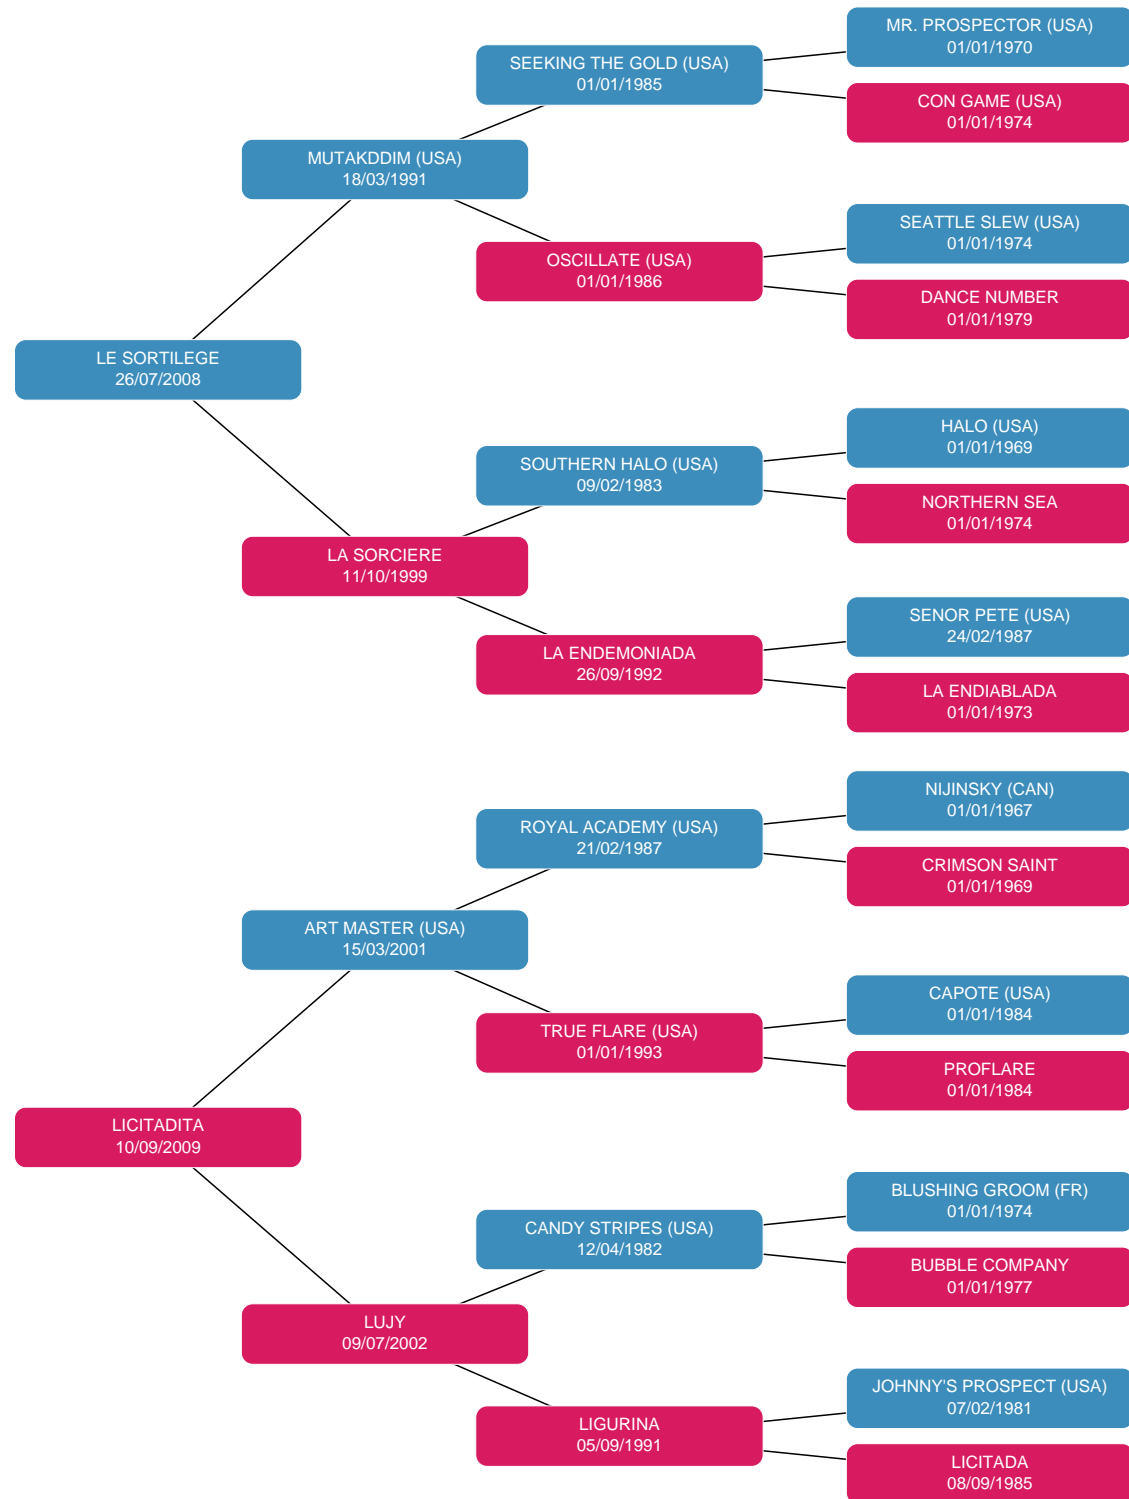 MR. PROSPECTOR (USA)
01/01/1970
SEEKING THE GOLD (USA)
01/01/1985
CON GAME (USA)
01/01/1974
MUTAKDDIM (USA)
18/03/1991
SEATTLE SLEW (USA)
01/01/1974
OSCILLATE (USA)
01/01/1986
DANCE NUMBER
01/01/1979
LE SORTILEGE
26/07/2008
HALO (USA)
01/01/1969
SOUTHERN HALO (USA)
09/02/1983
NORTHERN SEA
01/01/1974
LA SORCIERE
11/10/1999
SENOR PETE (USA)
24/02/1987
LA ENDEMONIADA
26/09/1992
LA ENDIABLADA
01/01/1973
NIJINSKY (CAN)
01/01/1967
ROYAL ACADEMY (USA)
21/02/1987
CRIMSON SAINT
01/01/1969
ART MASTER (USA)
15/03/2001
CAPOTE (USA)
01/01/1984
TRUE FLARE (USA)
01/01/1993
PROFLARE
01/01/1984
LICITADITA
10/09/2009
BLUSHING GROOM (FR)
01/01/1974
CANDY STRIPES (USA)
12/04/1982
BUBBLE COMPANY
01/01/1977
LUJY
09/07/2002
JOHNNY'S PROSPECT (USA)
07/02/1981
LIGURINA
05/09/1991
LICITADA
08/09/1985